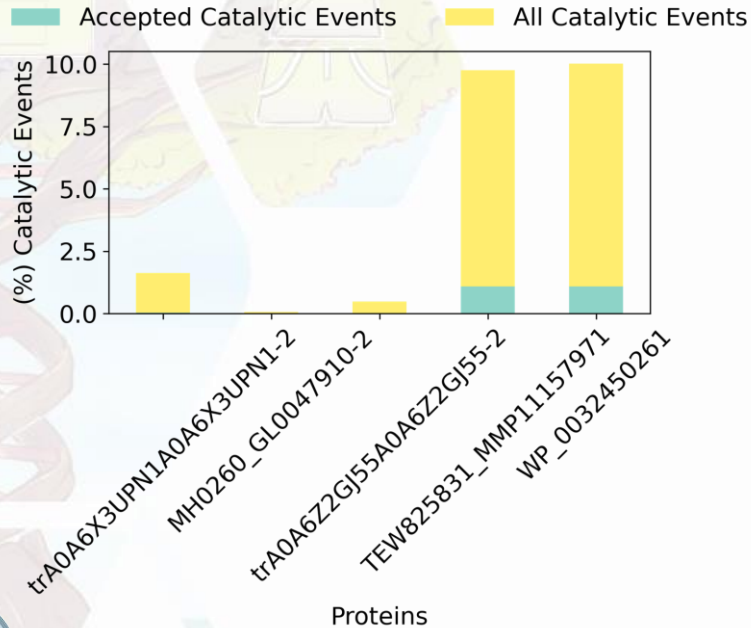 Accepted Catalytic Events
All Catalytic Events
(%) Catalytic Events
10.0
7.5
5.0
2.5
0.0
trA0A6X3UPN1A0A6X3UPN1-2
MH0260_GL0047910-2
trA0A6Z2GJ55A0A6Z2GJ55-2
TEW825831_MMP11157971
WP_0032450261
Proteins